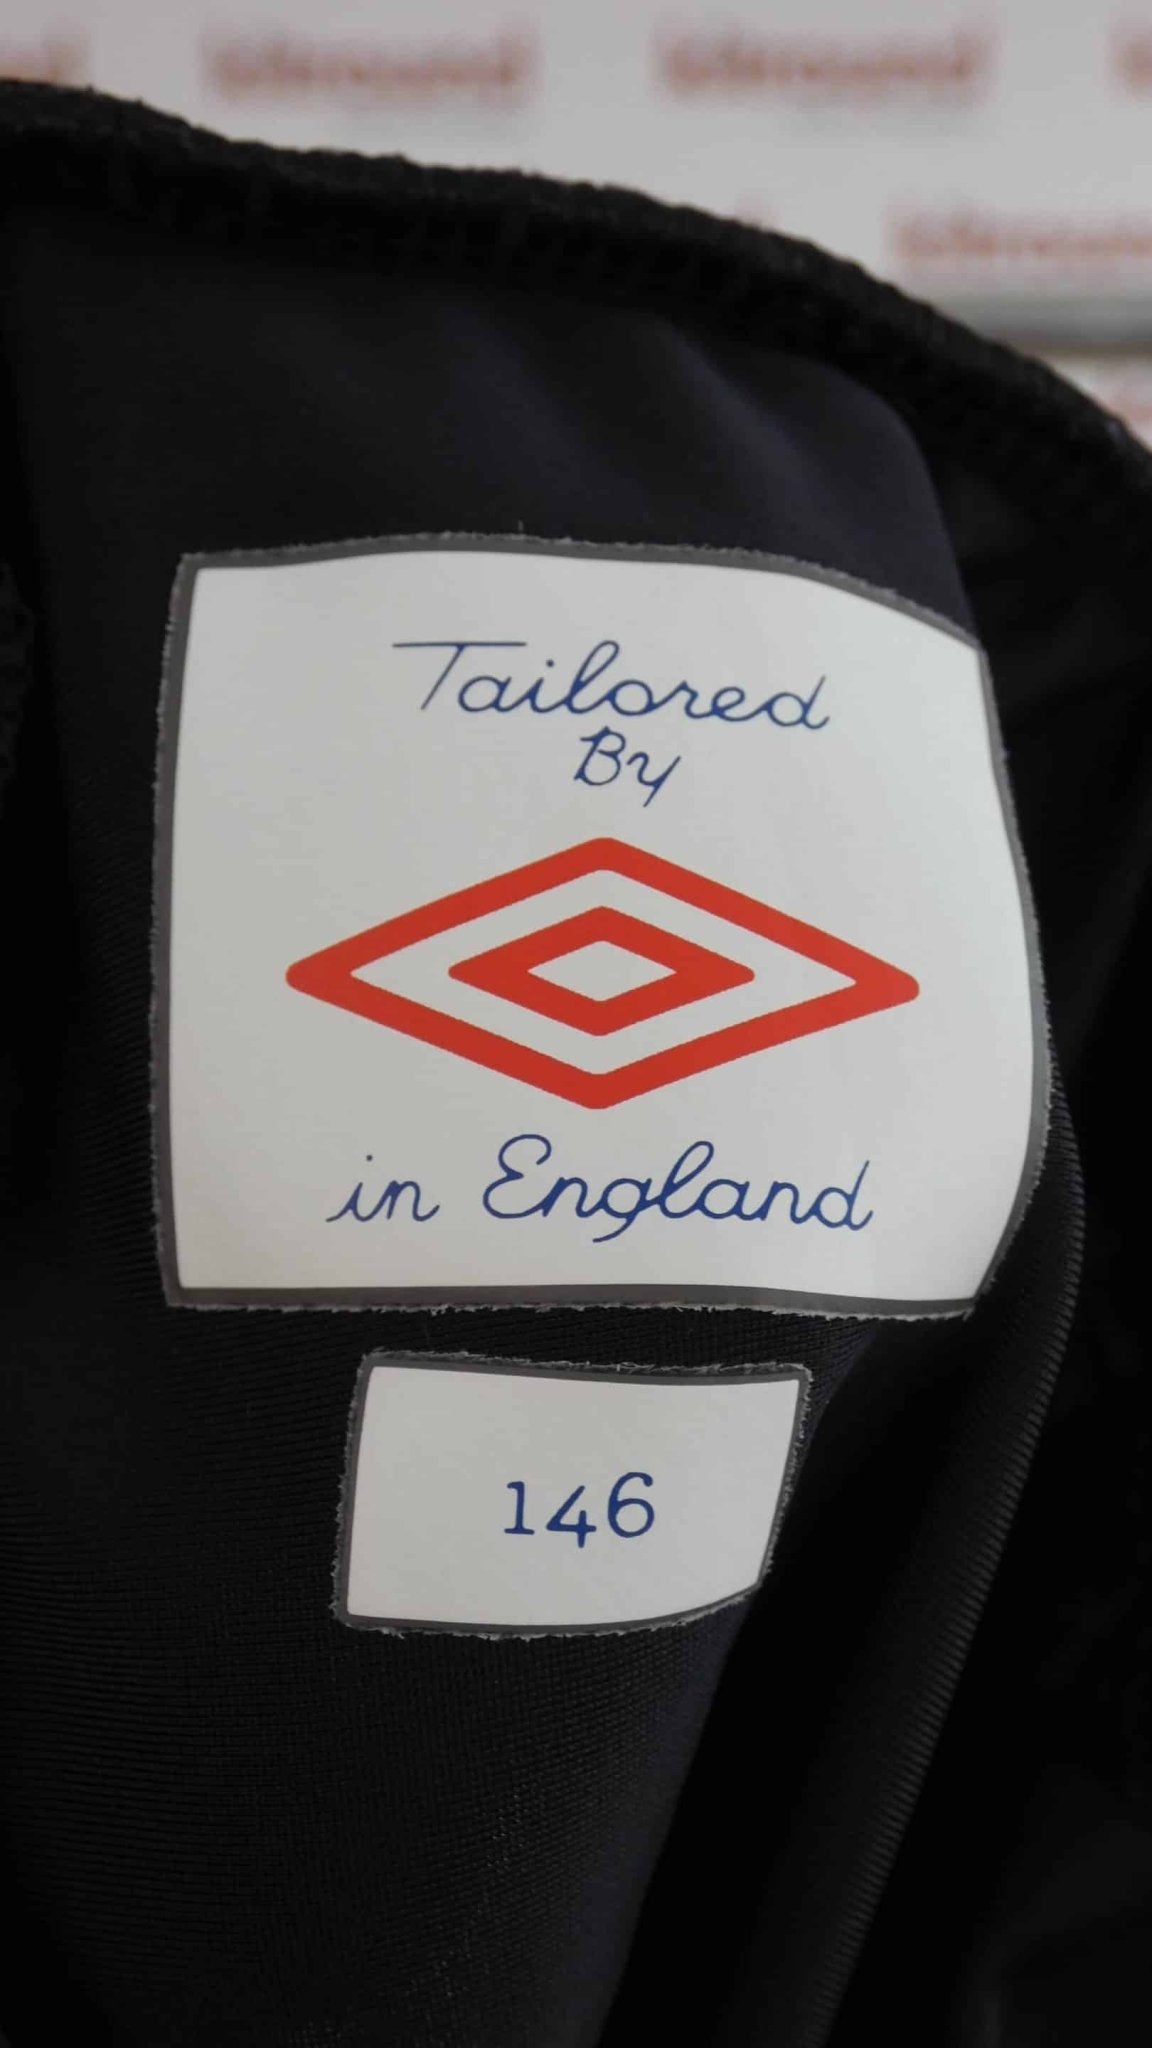 Tailored
By
in England
146